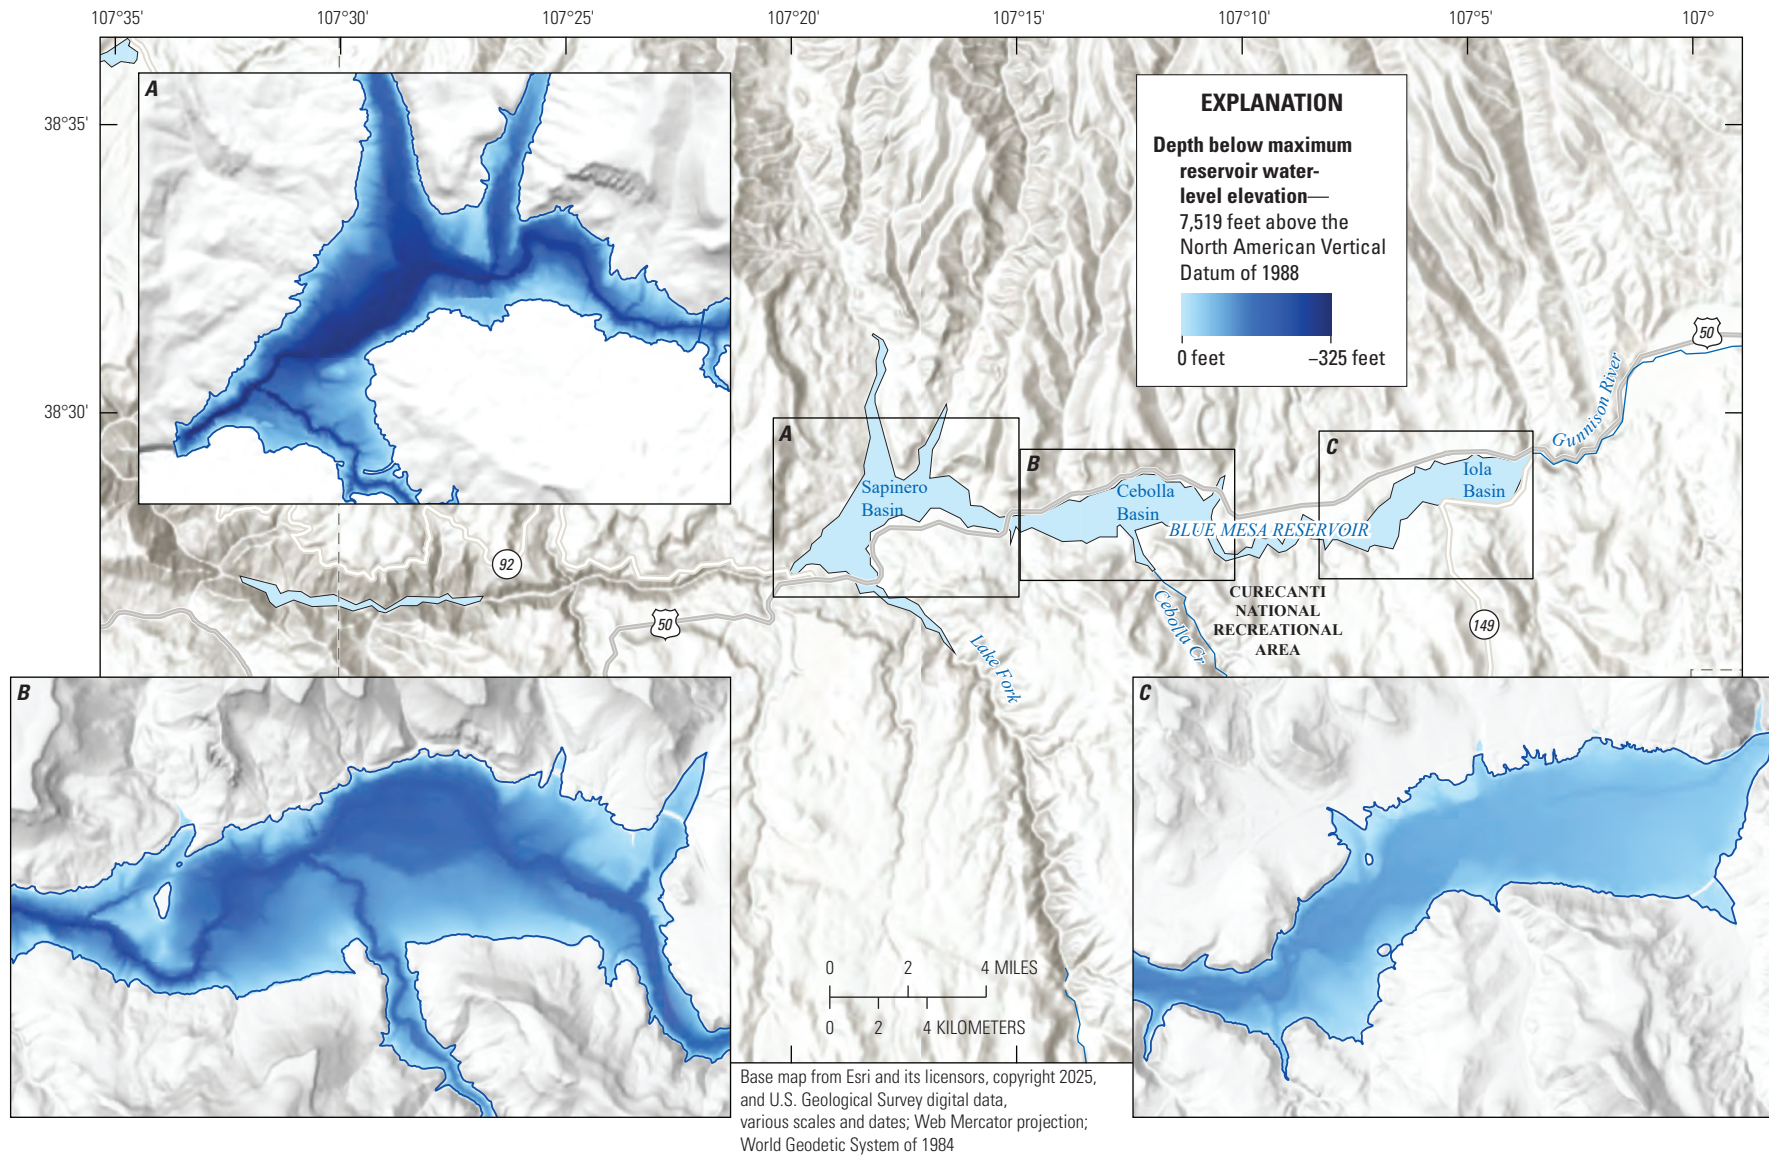 107°35'
107°30'
107°25'
107°20'
107°15'
107°10'
107°5'
107°
38°35'
38°30'
A
EXPLANATION
Depth below maximum
reservoir water-
level elevation—
7,519 feet above the
North American Vertical
Datum of 1988
0 feet
−325 feet
50
Gunnison River
A
B
C
Sapinero
Basin
Cebolla
Basin
Iola
Basin
BLUE MESA RESERVOIR
92
50
149
CURECANTI
NATIONAL
RECREATIONAL
AREA
Cebolla Cr
Lake Fork
B
C
0 2 4 MILES
0 2 4 KILOMETERS
Base map from Esri and its licensors, copyright 2025,
and U.S. Geological Survey digital data,
various scales and dates; Web Mercator projection;
World Geodetic System of 1984